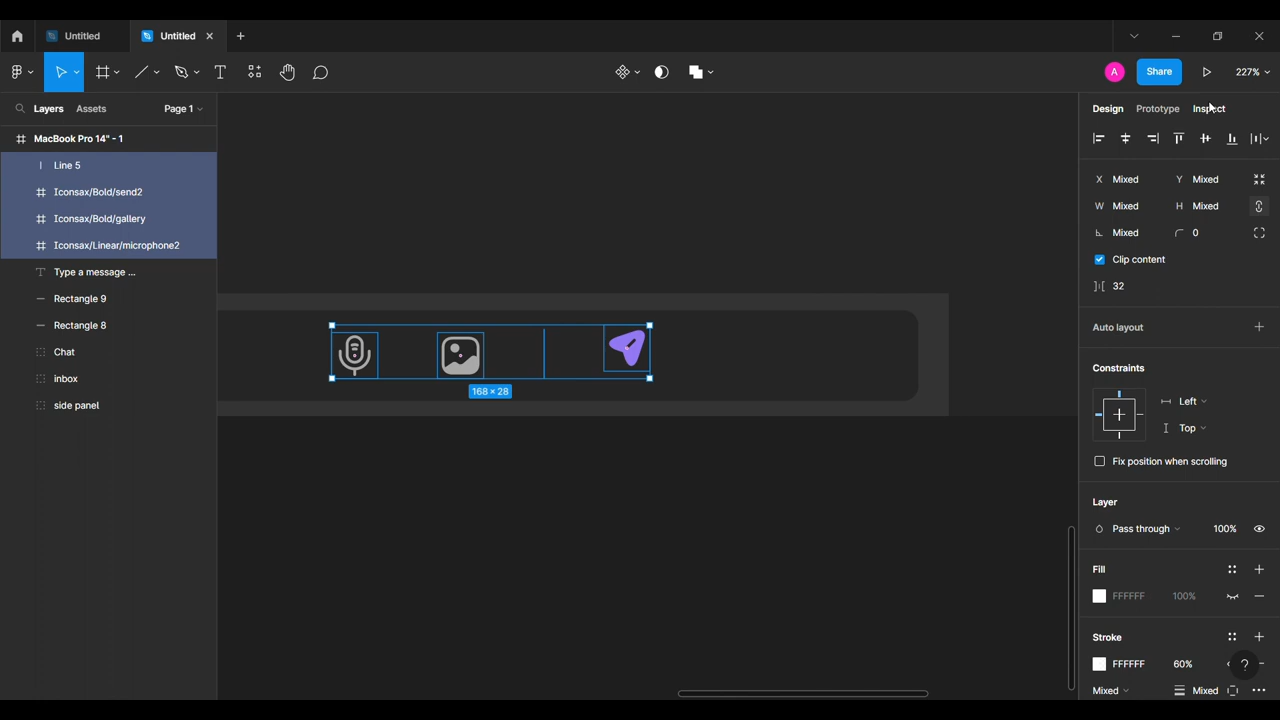 Untitled
Untitled
Share
227%
Layers
Assets
Page 1
Design
Prototype
Inspect
MacBook Pro 14" - 1
Line 5
Iconsax/Bold/send2
Iconsax/Bold/gallery
Iconsax/Linear/microphone2
Type a message ...
Rectangle 9
Rectangle 8
Chat
inbox
side panel
A
168 × 28
X Mixed
Y Mixed
W Mixed
H Mixed
Mixed
0
Clip content
32
Auto layout
Constraints
Left
Top
Fix position when scrolling
Layer
Pass through
100%
Fill
FFFFFF
100%
Stroke
FFFFFF
60%
Mixed
Mixed
?